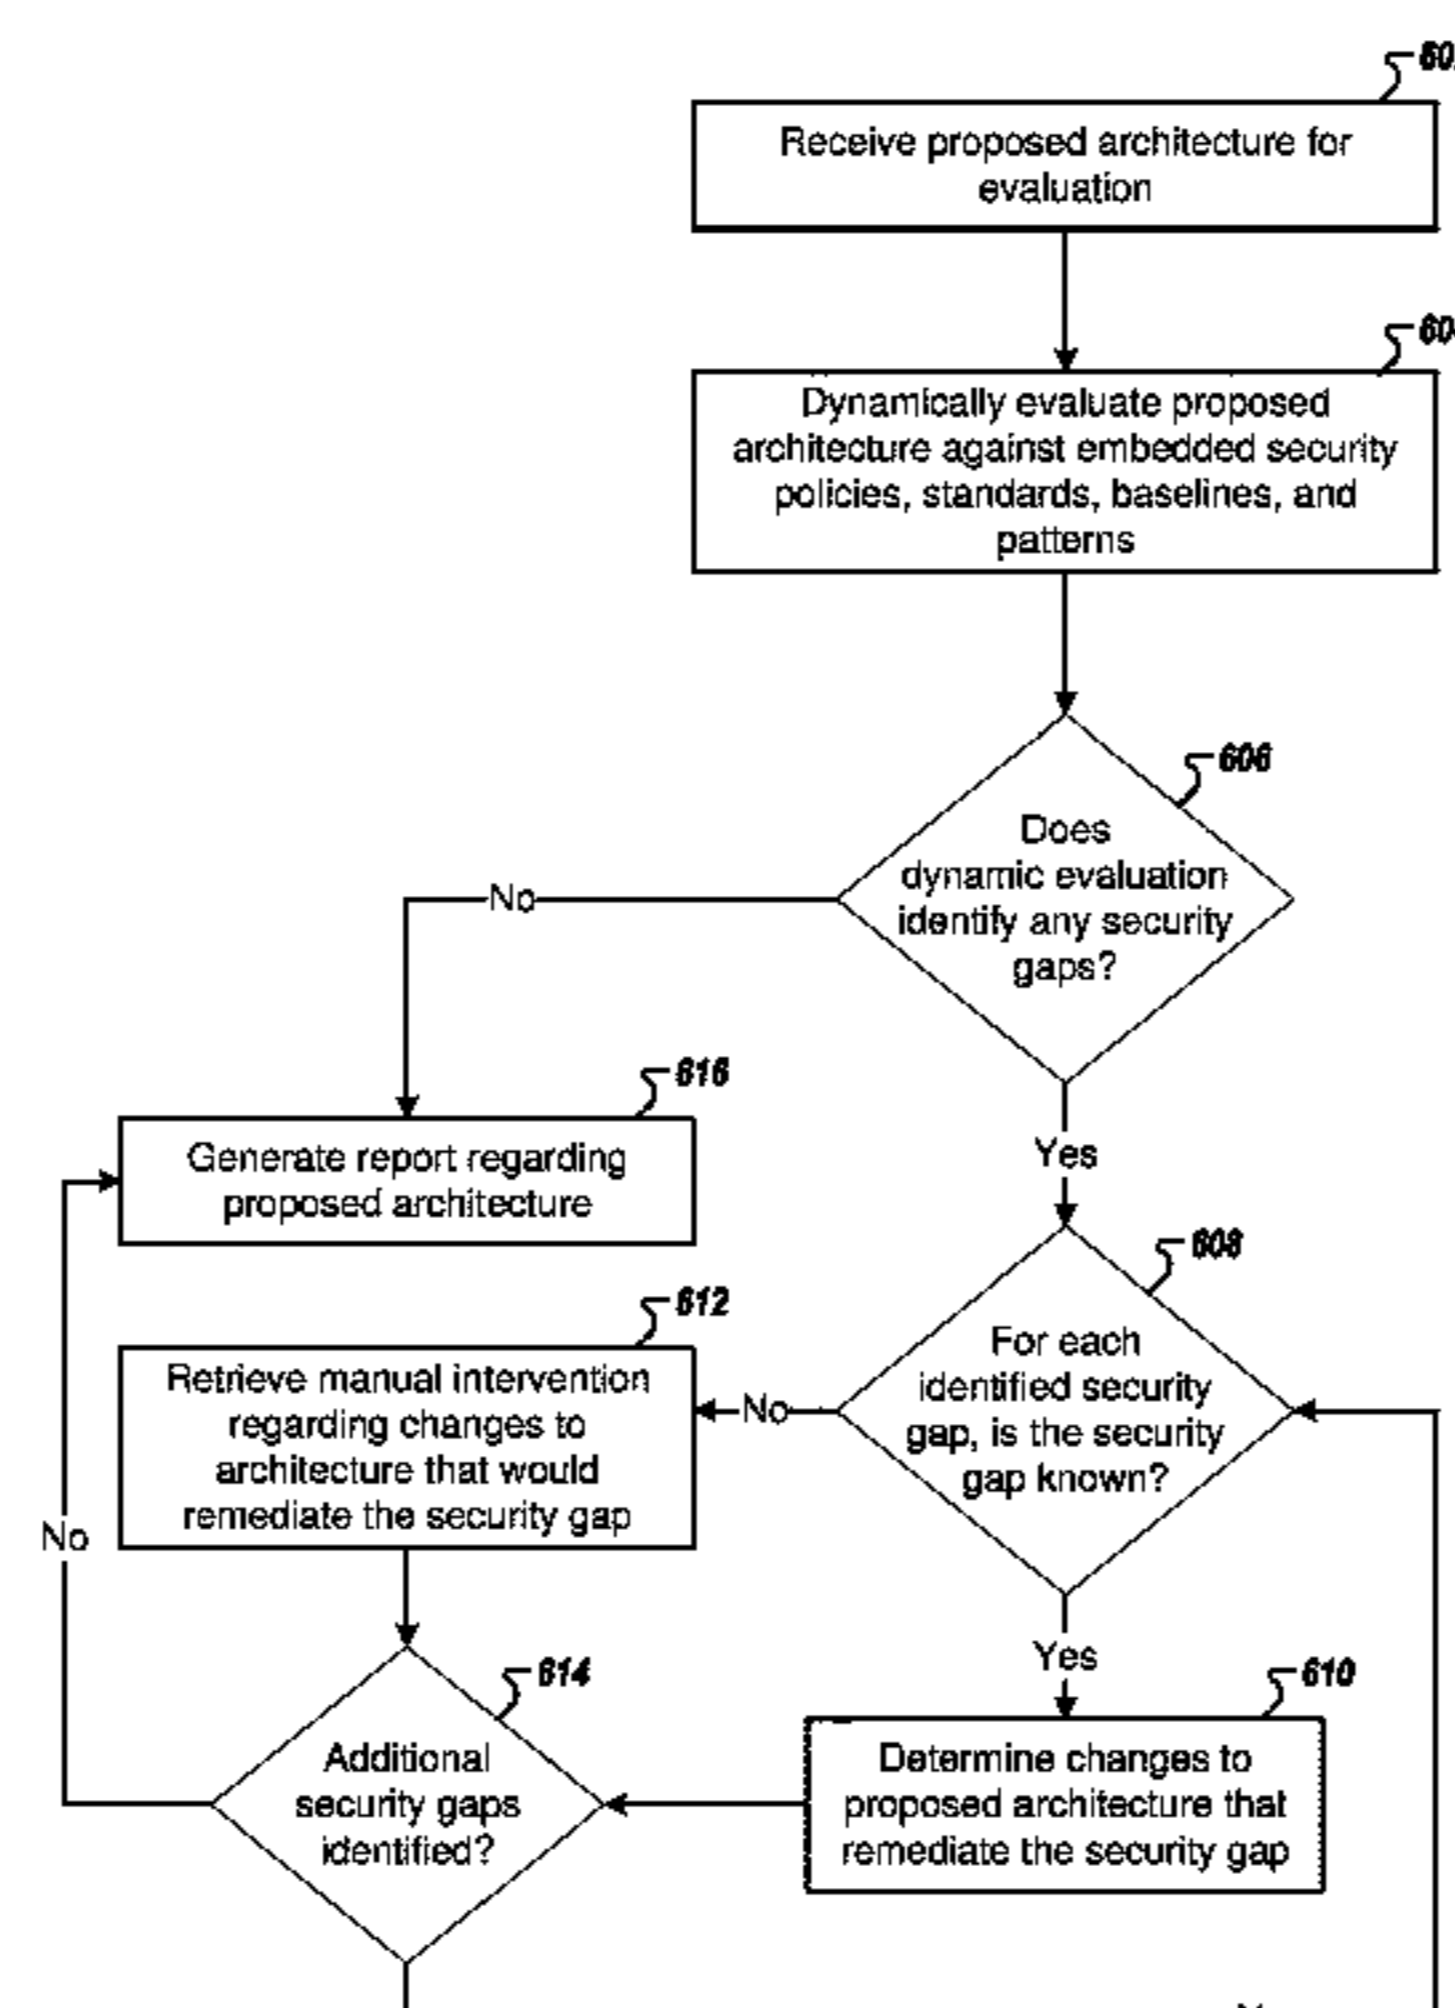 Receive proposed architecture for
evaluation
Dynamically evaluate proposed
architecture against embedded security
policies, standards, baselines, and
patterns
606
Does
dynamic evaluation
identify any security
gaps?
No
616
Generate report regarding
proposed architecture
Yes
608
612
For each
identified security
gap, is the security
gap known?
Retrieve manual intervention
regarding changes to
architecture that would
remediate the security gap
No
No
Yes
614
610
Additional
security gaps
identified?
Determine changes to
proposed architecture that
remediate the security gap